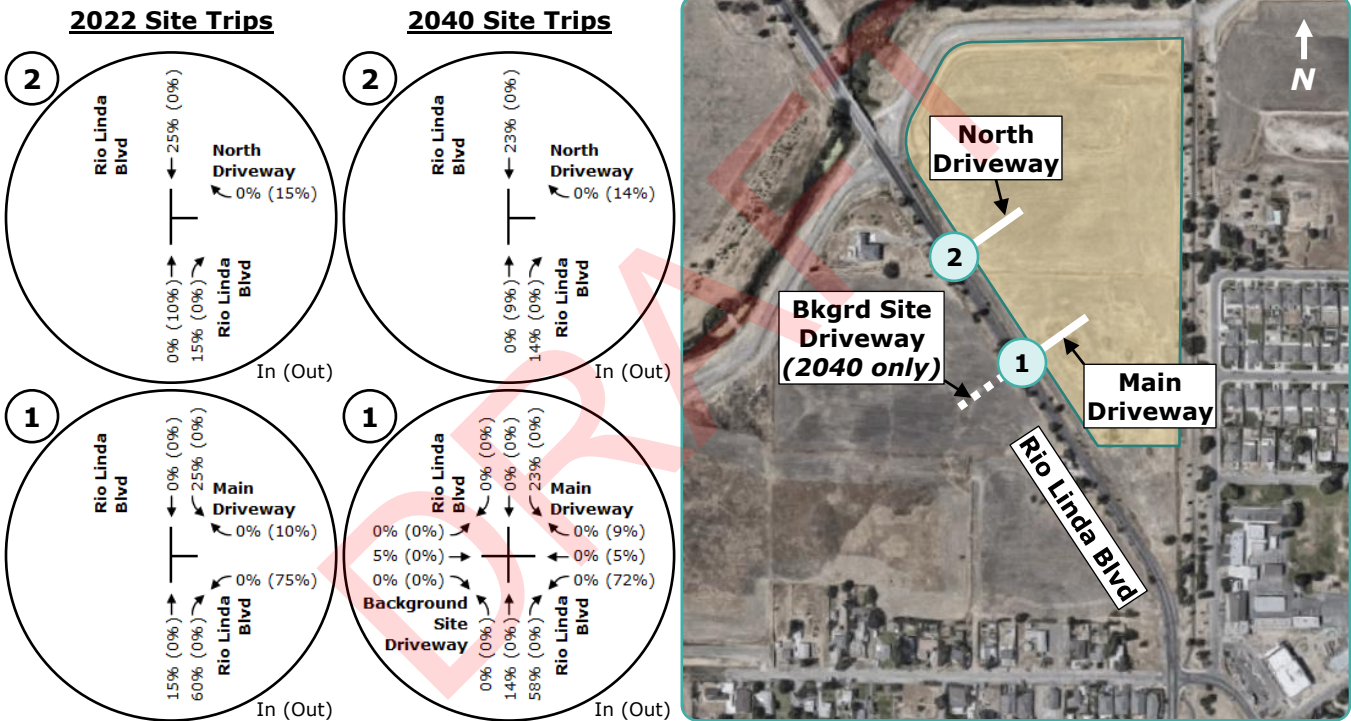 2022 Site Trips
2
Rio Linda
Blvd
25% (0%)
North
Driveway
0% (15%)
0% (10%)
15% (0%)
Rio Linda
Blvd
In (Out)
1
Rio Linda
Blvd
0% (0%)
25% (0%)
Main
Driveway
0% (10%)
0% (75%)
15% (0%)
60% (0%)
Rio Linda
Blvd
In (Out)
2040 Site Trips
2
Rio Linda
Blvd
23% (0%)
North
Driveway
0% (14%)
0% (9%)
14% (0%)
Rio Linda
Blvd
In (Out)
1
Rio Linda
Blvd
0% (0%)
0% (0%)
23% (0%)
Main
Driveway
0% (0%)
5% (0%)
0% (0%)
0% (9%)
0% (5%)
0% (72%)
Background
Site
Driveway
0% (0%)
14% (0%)
58% (0%)
Rio Linda
Blvd
In (Out)
N
North
Driveway
2
Bkgrd Site
Driveway
(2040 only)
1
Main
Driveway
Rio Linda Blvd
DRAFT